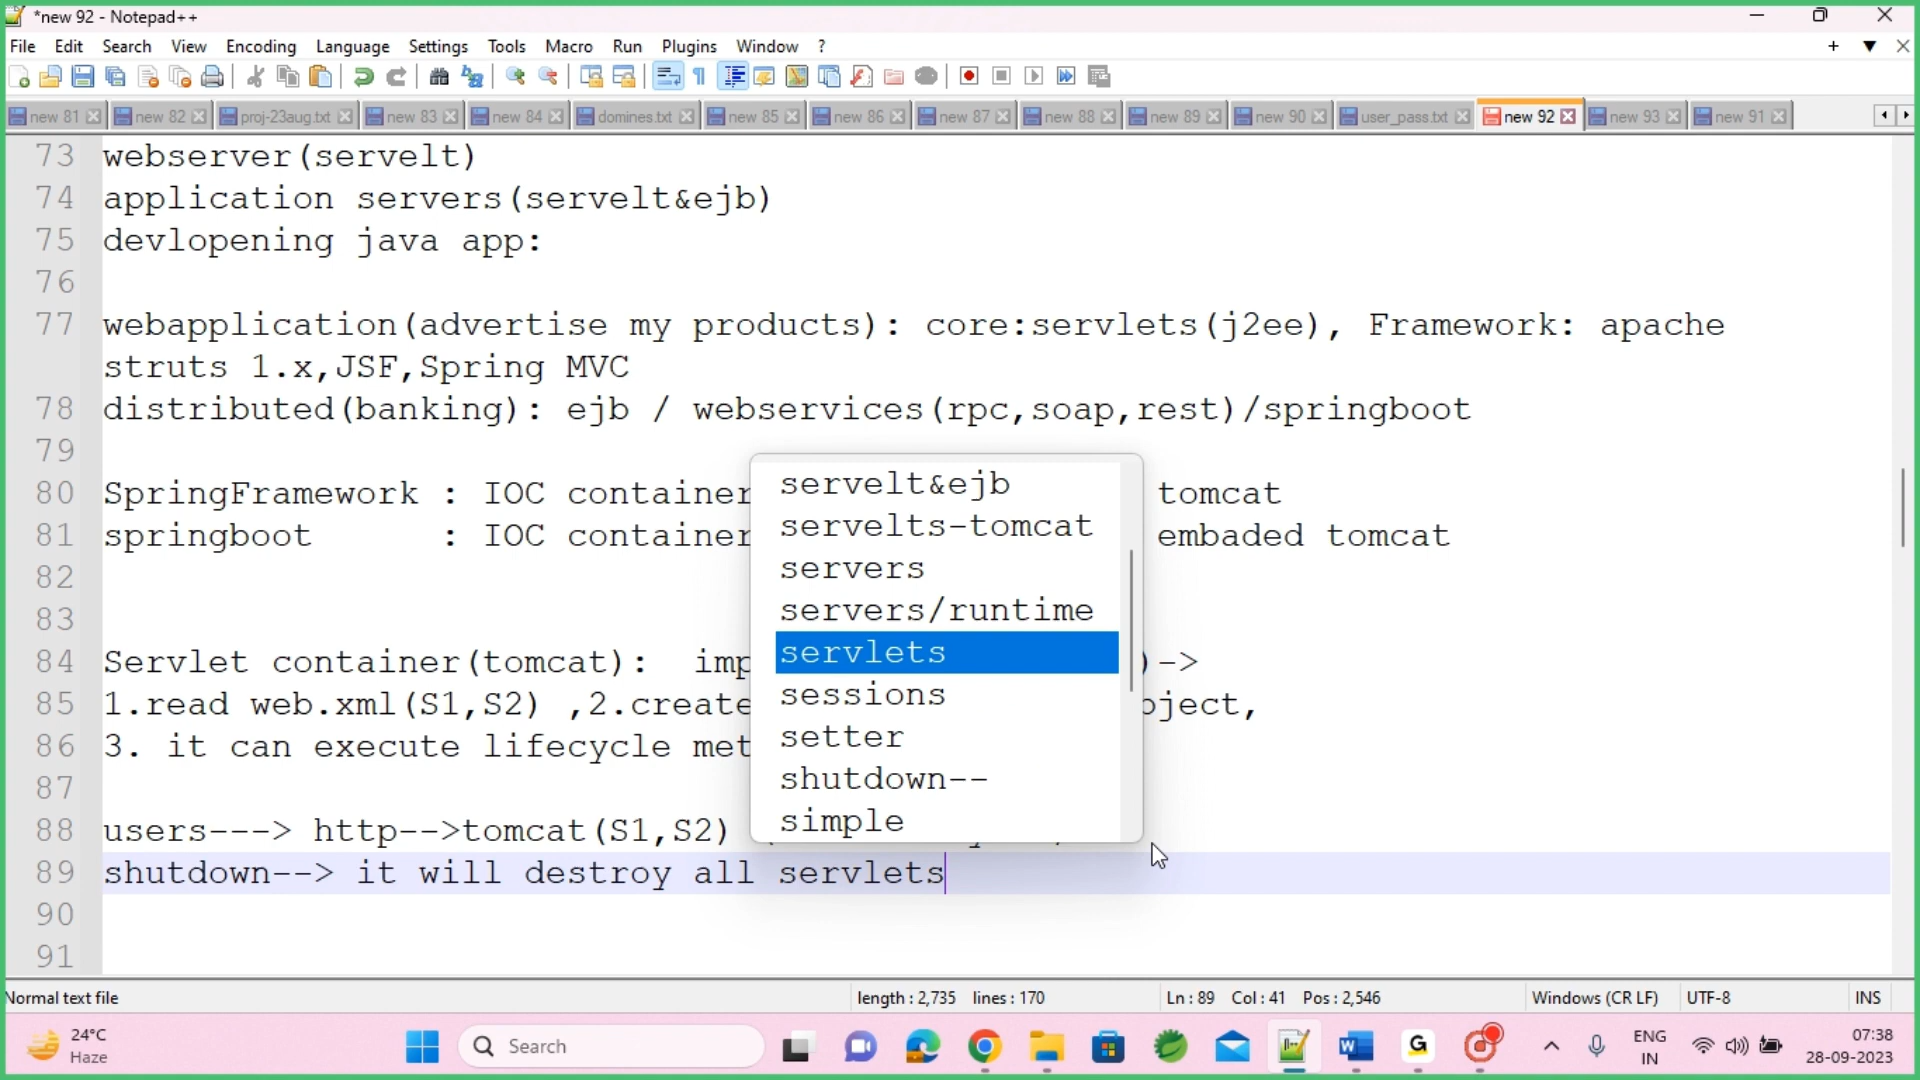 *new 92 - Notepad++
File Edit Search View Encoding Language Settings Tools Macro Run Plugins Window ?
new 81 new 82 proj-23aug.txt new 83 new 84 domines.txt new 85 new 86 new 87 new 88 new 89 new 90 user_pass.txt new 92 new 93 new 91
73 webserver(servelt)
74 application servers(servelt&ejb)
75 devlopening java app:
76
77 webapplication(advertise my products): core:servlets(j2ee), Framework: apache
struts 1.x,JSF,Spring MVC
78 distributed(banking): ejb / webservices(rpc,soap,rest)/springboot
79
80 SpringFramework : IOC container tomcat
81 springboot : IOC container embaded tomcat
82
83
84 Servlet container(tomcat): imp )->
85 1.read web.xml(S1,S2) ,2.create oject,
86 3. it can execute lifecycle met
87
88 users---> http-->tomcat(S1,S2)
89 shutdown--> it will destroy all servlets
90
91
servelt&ejb
servelts-tomcat
servers
servers/runtime
servlets
sessions
setter
shutdown--
simple
Normal text file length : 2,735 lines : 170 Ln : 89 Col : 41 Pos : 2,546 Windows (CR LF) UTF-8 INS
24°C
Haze
Search
ENG
IN
07:38
28-09-2023